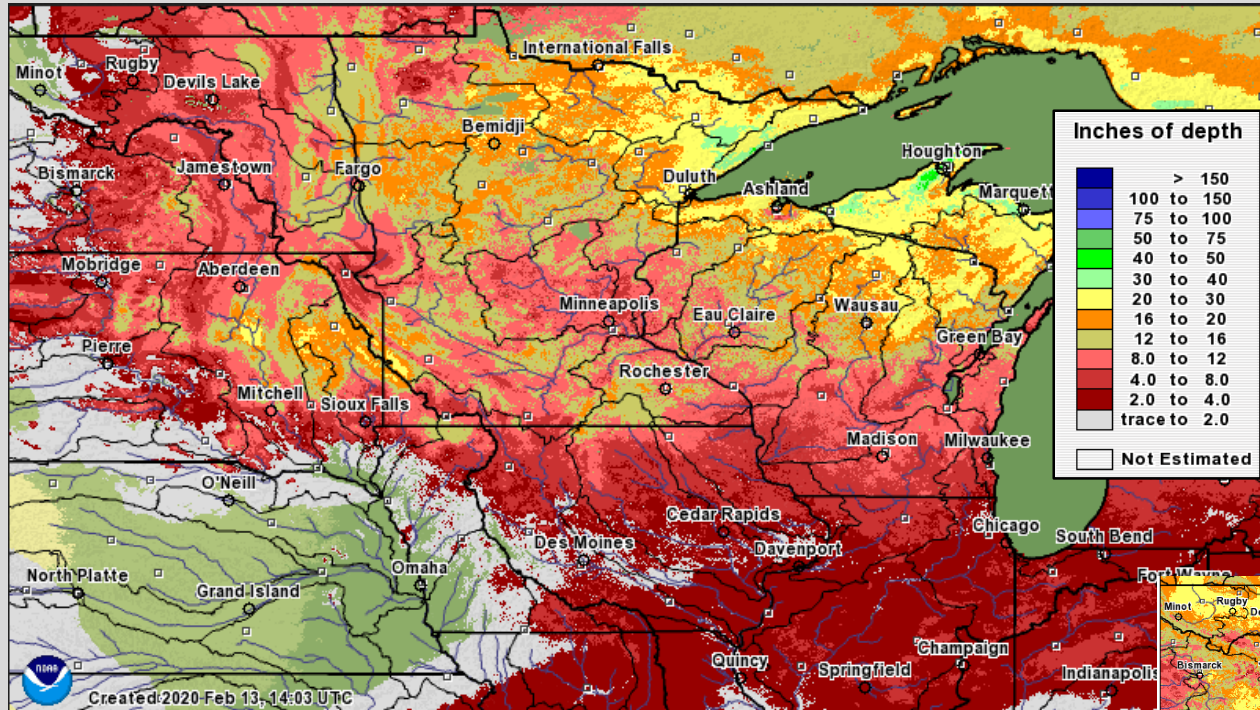 International Falls
Minot
Rugby
Devils Lake
Bemidji
Bismarck
Jamestown
Fargo
Duluth
Ashland
Houghton
Marquett
Inches of depth
> 150
100 to 150
75 to 100
50 to 75
40 to 50
30 to 40
20 to 30
16 to 20
12 to 16
8.0 to 12
4.0 to 8.0
2.0 to 4.0
trace to 2.0
Not Estimated
Mobridge
Aberdeen
Minneapolis
Eau Claire
Wausau
Green Bay
Pierre
Rochester
Mitchell
Sioux Falls
Madison
Milwaukee
O'Neill
Cedar Rapids
Chicago
Des Moines
Davenport
South Bend
North Platte
Grand Island
Omaha
Fort Wayne
Minot
Rugby
De
Bismarck
Quincy
Springfield
Champaign
Indianapolis
NOAA
Created:2020-Feb 13, 14:03 UTC